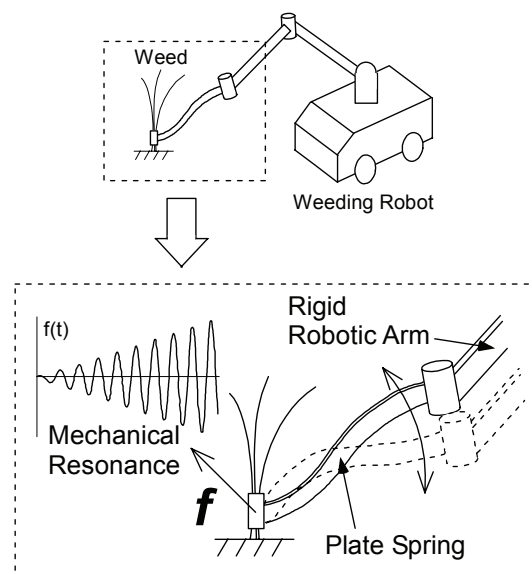 Weed
Weeding Robot
f(t)
Rigid
Robotic Arm
Mechanical
Resonance
f
Plate Spring